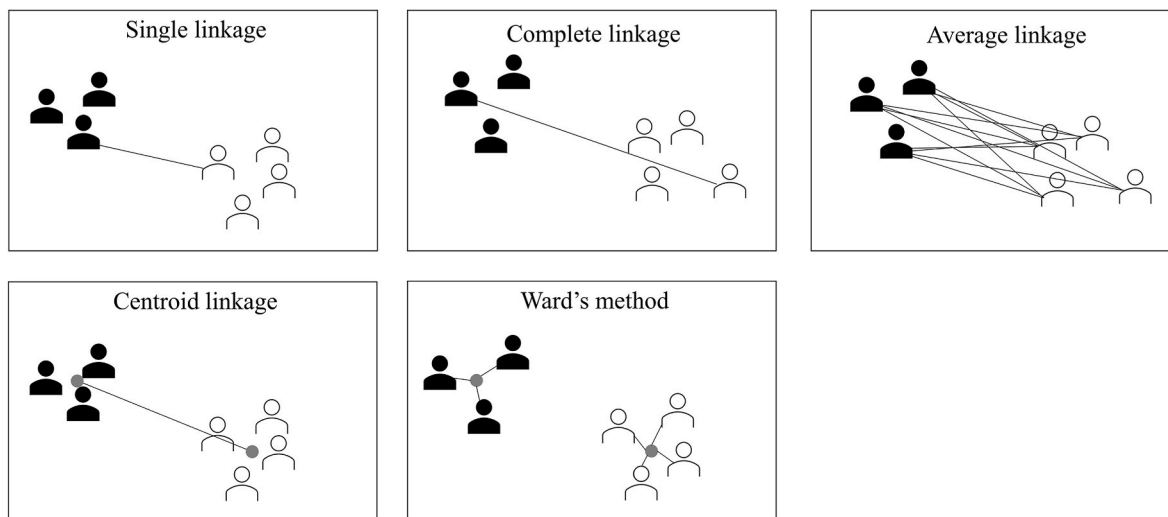 Single linkage
Complete linkage
Average linkage
Centroid linkage
Ward’s method